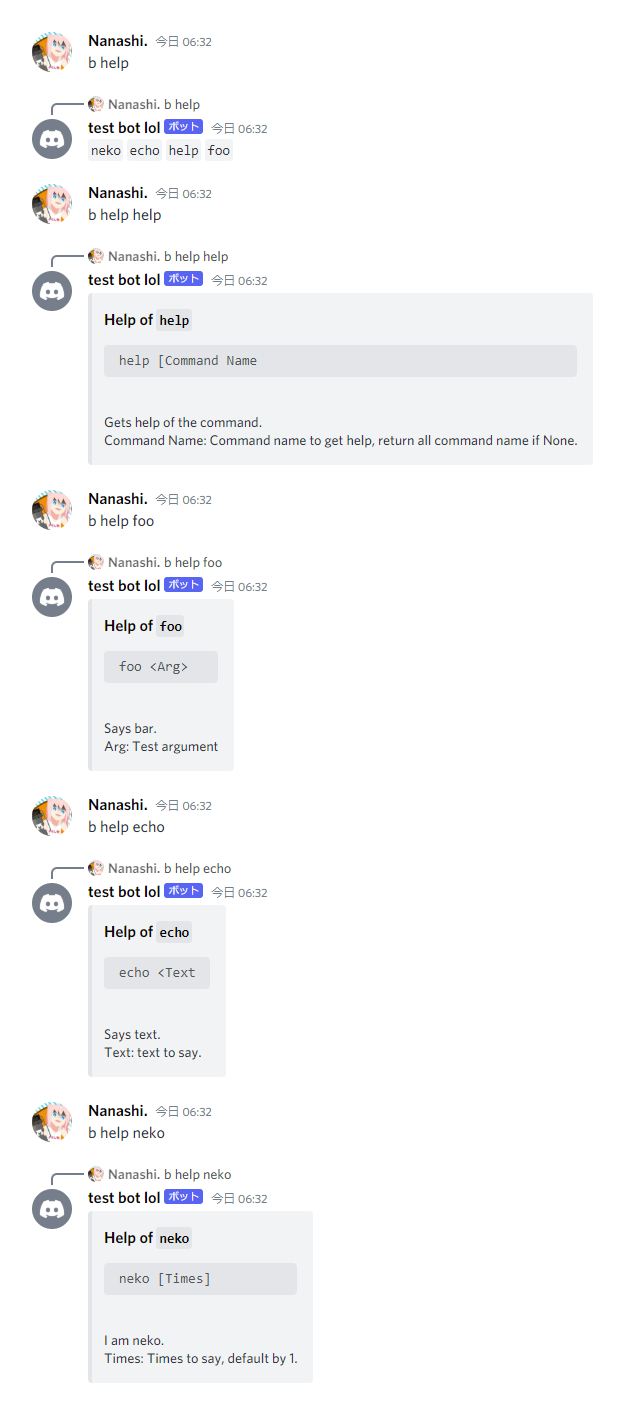 Nanashi. 今日 06:32
b help
Nanashi. b help
test bot lol ボット 今日 06:32
neko echo help foo
Nanashi. 今日 06:32
b help help
Nanashi. b help help
test bot lol ボット 今日 06:32
Help of help
help [Command Name
Gets help of the command.
Command Name: Command name to get help, return all command name if None.
Nanashi. 今日 06:32
b help foo
Nanashi. b help foo
test bot lol ボット 今日 06:32
Help of foo
foo <Arg>
Says bar.
Arg: Test argument
Nanashi. 今日 06:32
b help echo
Nanashi. b help echo
test bot lol ボット 今日 06:32
Help of echo
echo <Text
Says text.
Text: text to say.
Nanashi. 今日 06:32
b help neko
Nanashi. b help neko
test bot lol ボット 今日 06:32
Help of neko
neko [Times]
I am neko.
Times: Times to say, default by 1.